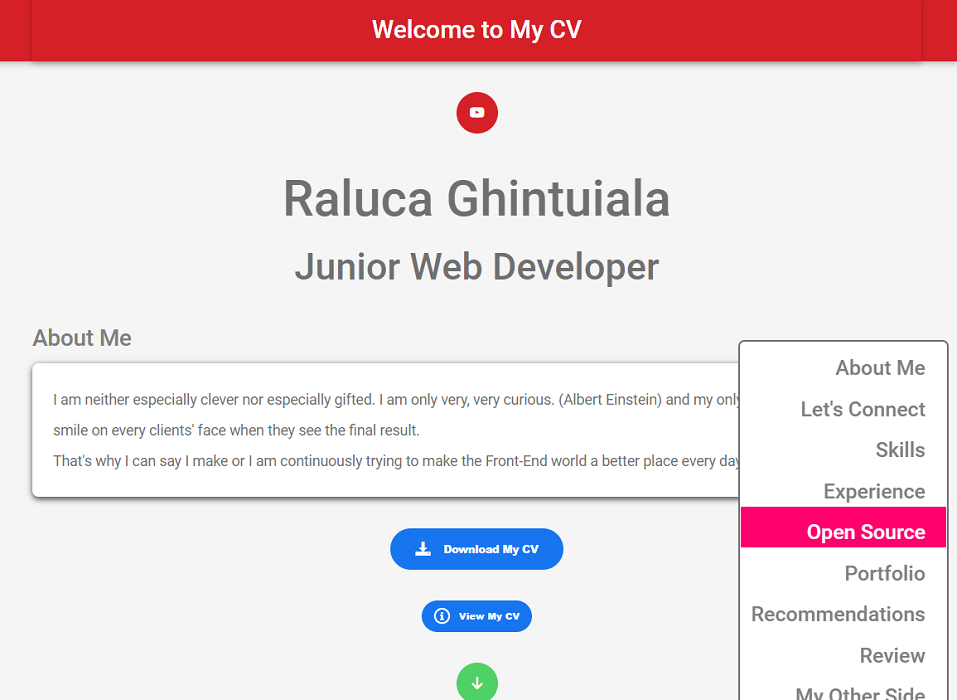 Welcome to My CV
Raluca Ghintuiala
Junior Web Developer
About Me
I am neither especially clever nor especially gifted. I am only very, very curious. (Albert Einstein) and my only
smile on every clients' face when they see the final result.
That's why I can say I make or I am continuously trying to make the Front-End world a better place every day
Download My CV
View My CV
About Me
Let's Connect
Skills
Experience
Open Source
Portfolio
Recommendations
Review
My Other Side